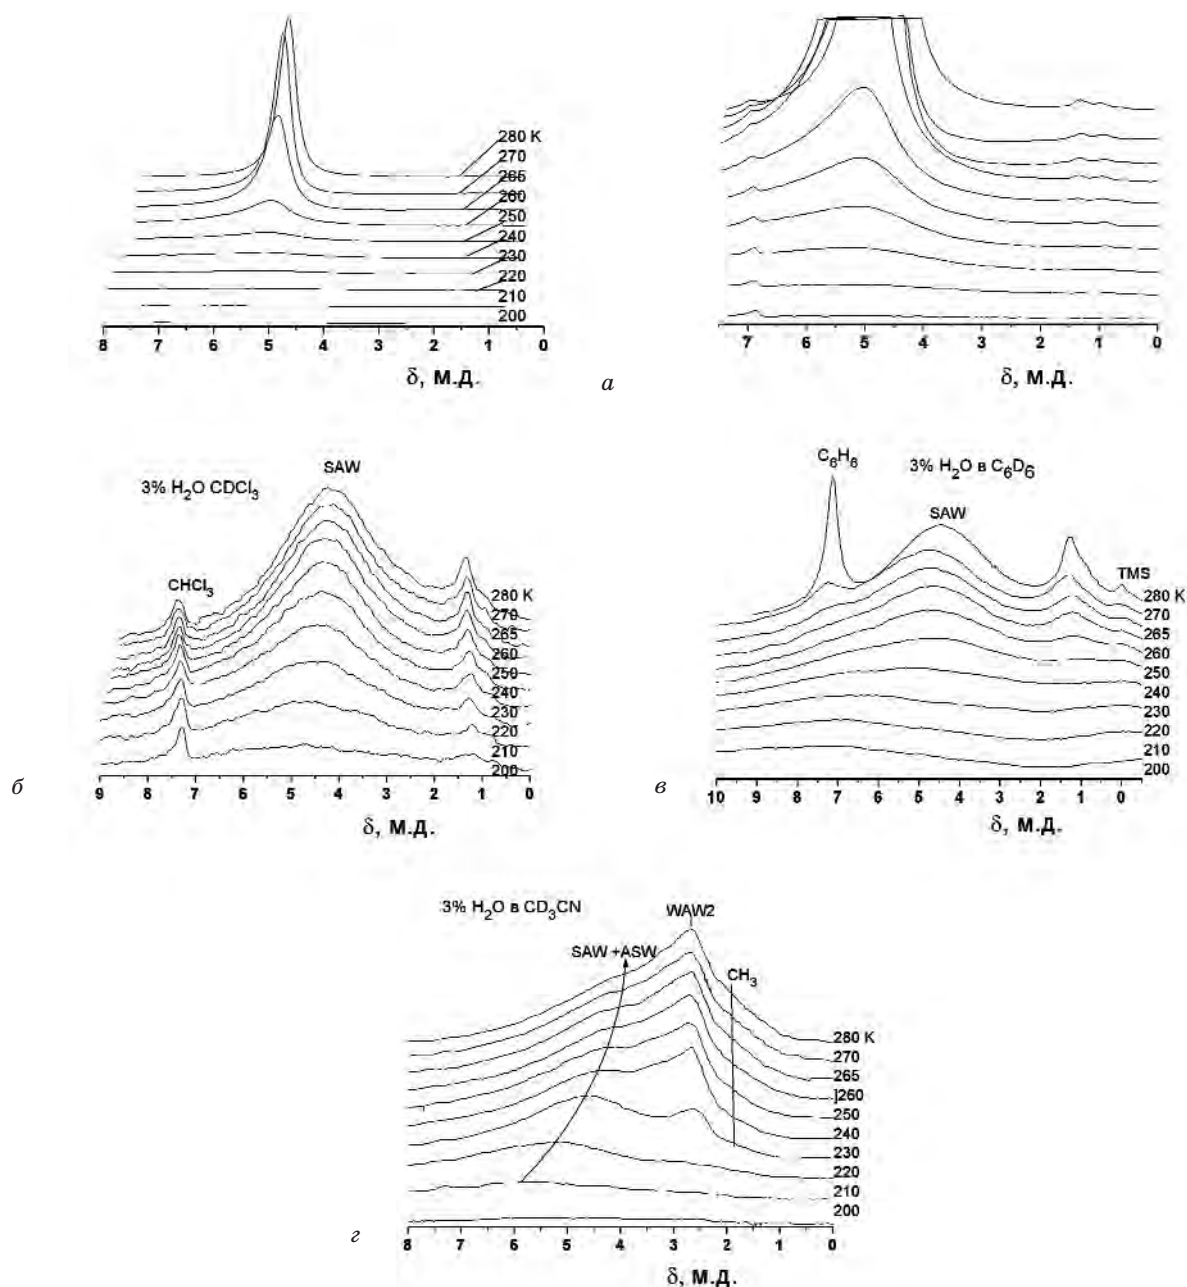 280 K
270
265
260
250
240
230
220
210
200
8 7 6 5 4 3 2 1 0
δ, М.Д.
а
7 6 5 4 3 2 1 0
δ, М.Д.
3% H₂O CDCl₃
SAW
CHCl₃
280 K
270
265
260
250
240
230
220
210
200
9 8 7 6 5 4 3 2 1 0
б
δ, М.Д.
C₆H₆
3% H₂O в C₆D₆
SAW
TMS
280 K
270
265
260
250
240
230
220
210
200
10 9 8 7 6 5 4 3 2 1 0
в
δ, М.Д.
3% H₂O в CD₃CN
WAW2
SAW +ASW
CH₃
280 K
270
265
260
250
240
230
220
210
200
8 7 6 5 4 3 2 1 0
г
δ, М.Д.